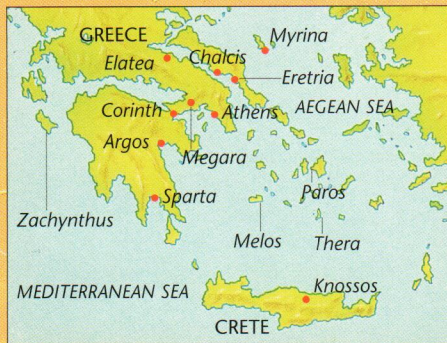 GREECE
Myrina
Elatea
Chalcis
Eretria
Corinth
Athens
AEGEAN SEA
Argos
Megara
Sparta
Paros
Zachynthus
Melos
Thera
MEDITERRANEAN SEA
Knossos
CRETE